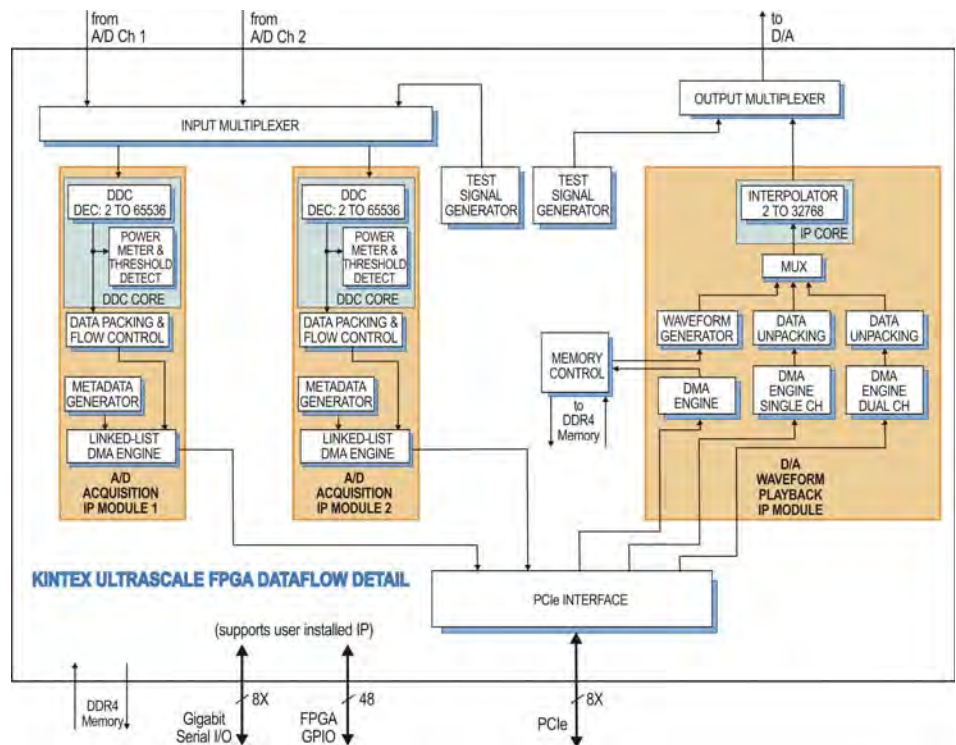 from
A/D Ch 1
from
A/D Ch 2
to
D/A
INPUT MULTIPLEXER
OUTPUT MULTIPLEXER
DDC
DEC: 2 TO 65536
POWER
METER &
THRESHOLD
DETECT
DDC CORE
DATA PACKING &
FLOW CONTROL
METADATA
GENERATOR
LINKED-LIST
DMA ENGINE
A/D
ACQUISITION
IP MODULE 1
DDC
DEC: 2 TO 65536
POWER
METER &
THRESHOLD
DETECT
DDC CORE
DATA PACKING &
FLOW CONTROL
METADATA
GENERATOR
LINKED-LIST
DMA ENGINE
A/D
ACQUISITION
IP MODULE 2
TEST
SIGNAL
GENERATOR
TEST
SIGNAL
GENERATOR
INTERPOLATOR
2 TO 32768
IP CORE
MUX
WAVEFORM
GENERATOR
DATA
UNPACKING
DATA
UNPACKING
MEMORY
CONTROL
to
DDR4
Memory
DMA
ENGINE
DMA
ENGINE
SINGLE CH
DMA
ENGINE
DUAL CH
D/A
WAVEFORM
PLAYBACK
IP MODULE
KINTEX ULTRASCALE FPGA DATAFLOW DETAIL
PCIe INTERFACE
(supports user installed IP)
DDR4
Memory
8X
Gigabit
Serial I/O
48
FPGA
GPIO
8X
PCIe